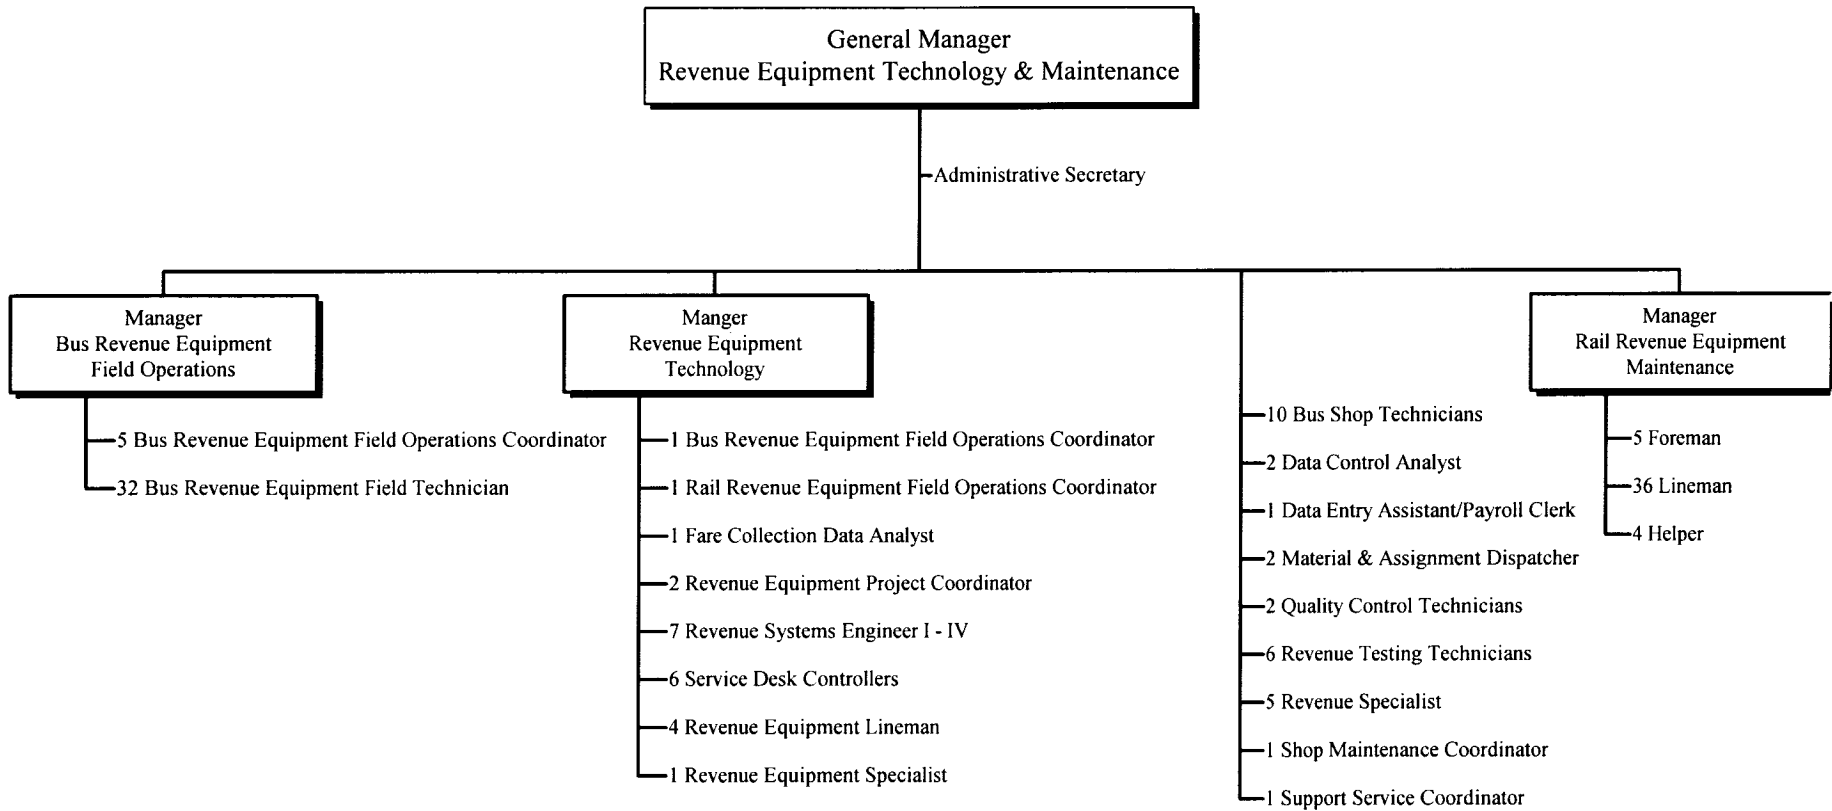 General Manager
Revenue Equipment Technology & Maintenance
Administrative Secretary
Manager
Bus Revenue Equipment
Field Operations
5 Bus Revenue Equipment Field Operations Coordinator
32 Bus Revenue Equipment Field Technician
Manger
Revenue Equipment
Technology
1 Bus Revenue Equipment Field Operations Coordinator
1 Rail Revenue Equipment Field Operations Coordinator
1 Fare Collection Data Analyst
2 Revenue Equipment Project Coordinator
7 Revenue Systems Engineer I - IV
6 Service Desk Controllers
4 Revenue Equipment Lineman
1 Revenue Equipment Specialist
10 Bus Shop Technicians
2 Data Control Analyst
1 Data Entry Assistant/Payroll Clerk
2 Material & Assignment Dispatcher
2 Quality Control Technicians
6 Revenue Testing Technicians
5 Revenue Specialist
1 Shop Maintenance Coordinator
1 Support Service Coordinator
Manager
Rail Revenue Equipment
Maintenance
5 Foreman
36 Lineman
4 Helper